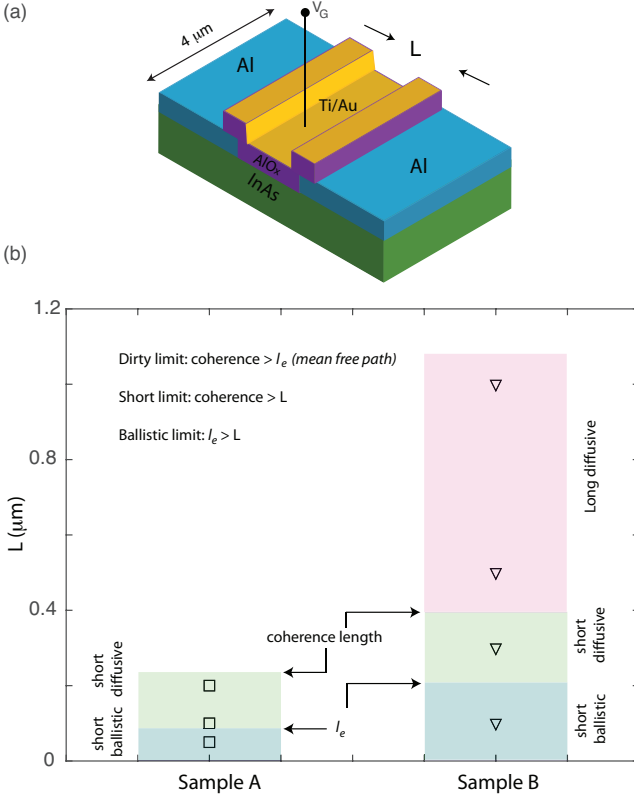 (a)
V_G
4 μm
L
Al
Ti/Au
AlOx
InAs
Al
(b)
1.2
0.8
0.4
0
L (μm)
Dirty limit: coherence > l_e (mean free path)
Short limit: coherence > L
Ballistic limit: l_e > L
Long diffusive
coherence length
short
diffusive
short
diffusive
short
ballistic
l_e
short
ballistic
Sample A
Sample B